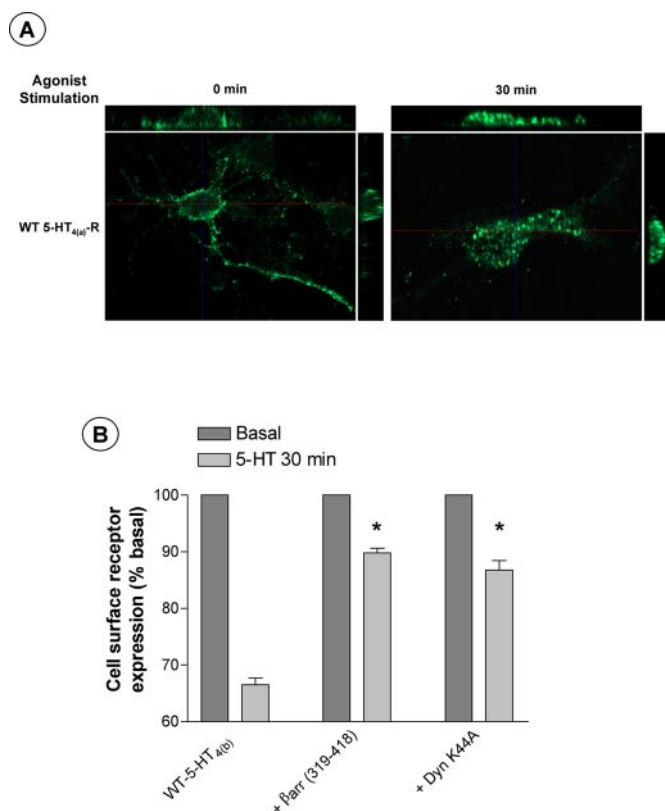 A
Agonist
Stimulation
0 min
30 min
WT 5-HT4(a)-R
B
Basal
5-HT 30 min
Cell surface receptor
expression (% basal)
100
90
80
70
60
*
*
WT-5-HT4(b)
+ βarr (319-418)
+ Dyn K44A